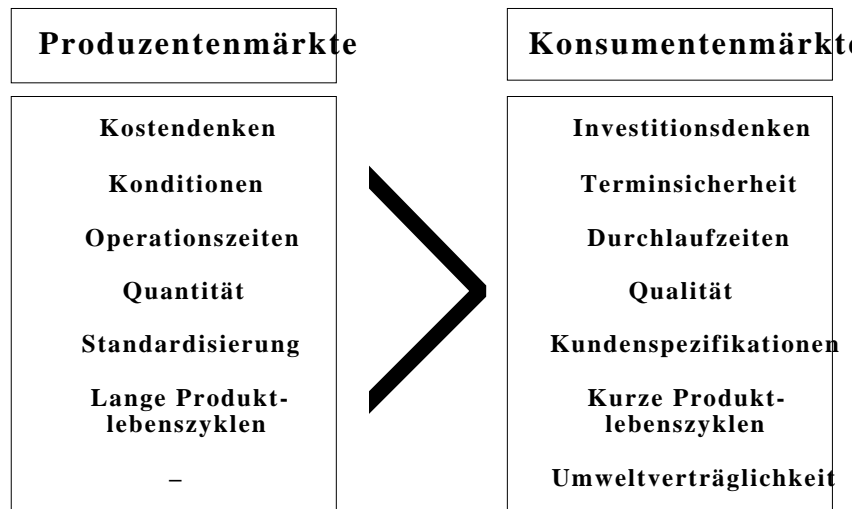 Produzentenmärkte
Konsumentenmärkte
Kostendenken
Konditionen
Operationszeiten
Quantität
Standardisierung
Lange Produkt-
lebenszyklen
–
Investitionsdenken
Terminsicherheit
Durchlaufzeiten
Qualität
Kundenspezifikationen
Kurze Produkt-
lebenszyklen
Umweltverträglichkeit